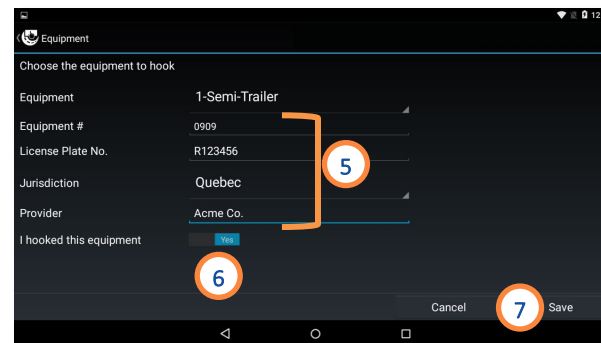 12
Equipment
Choose the equipment to hook
Equipment 1-Semi-Trailer
Equipment # 0909
License Plate No. R123456
5
Jurisdiction Quebec
Provider Acme Co.
I hooked this equipment Yes
6
Cancel 7 Save